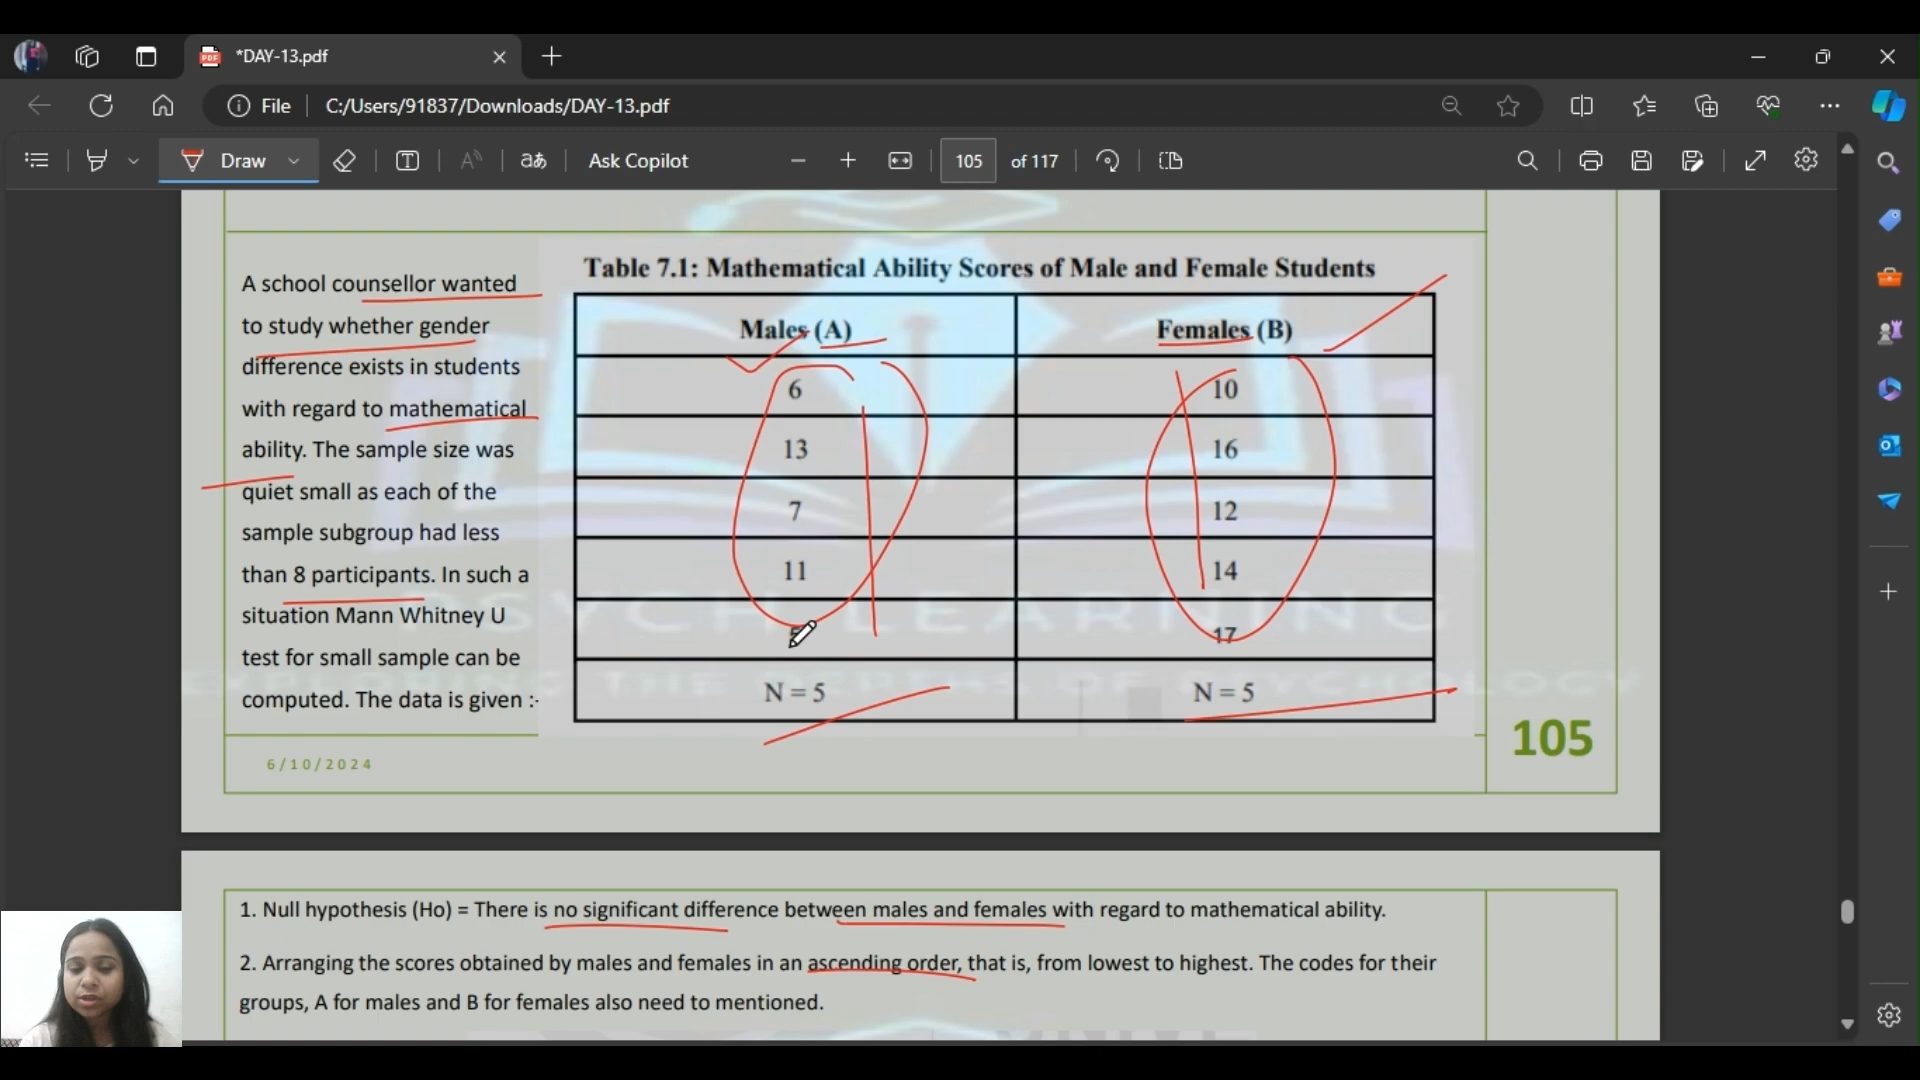 *DAY-13.pdf
File C:/Users/91837/Downloads/DAY-13.pdf
Draw Ask Copilot 105 of 117
Table 7.1: Mathematical Ability Scores of Male and Female Students
Males (A) Females (B)
6 10
13 16
7 12
11 14
17
N = 5 N = 5
A school counsellor wanted
to study whether gender
difference exists in students
with regard to mathematical
ability. The sample size was
quiet small as each of the
sample subgroup had less
than 8 participants. In such a
situation Mann Whitney U
test for small sample can be
computed. The data is given :-
PSYCH LEARNING
EXPLORING THE DEPTHS OF PSYCHOLOGY
6/10/2024
105
1. Null hypothesis (Ho) = There is no significant difference between males and females with regard to mathematical ability.
2. Arranging the scores obtained by males and females in an ascending order, that is, from lowest to highest. The codes for their
groups, A for males and B for females also need to mentioned.